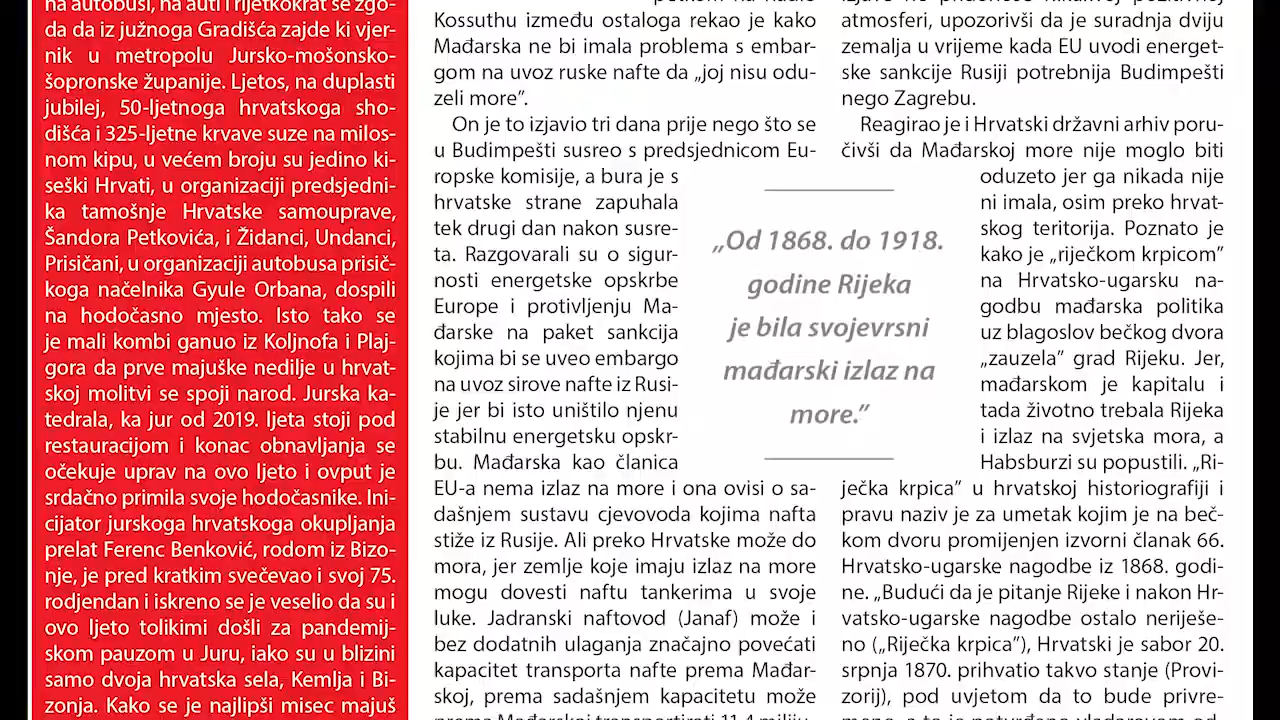 na autobusi, na auti i rijetkokrat se zgo-
da da iz južnoga Gradišća zajde ki vjer-
nik u metropolu Jursko-mošonsko-
šopronske županije. Ljetos, na duplasti
jubilej, 50-ljetnoga hrvatskoga sho-
dišća i 325-ljetne krvave suze na milos-
nom kipu, u većem broju su jedino ki-
seški Hrvati, u organizaciji predsjedni-
ka tamošnje Hrvatske samouprave,
Šandora Petkovića, i Židanci, Undanci,
Prisičani, u organizaciji autobusa prisič-
koga načelnika Gyule Orbana, dospili
na hodočasno mjesto. Isto tako se
je mali kombi ganuo iz Koljnofa i Plaj-
gora da prve majuške nedilje u hrvat-
skoj molitvi se spoji narod. Jurska ka-
tedrala, ka jur od 2019. ljeta stoji pod
restauracijom i konac obnavljanja se
očekuje uprav na ovo ljeto i ovput je
srdačno primila svoje hodočasnike. Ini-
cijator jurskoga hrvatskoga okupljanja
prelat Ferenc Benković, rodom iz Bizo-
nje, je pred kratkim svečevao i svoj 75.
rodjendan i iskreno se je veselio da su i
ovo ljeto tolikimi došli za pandemij-
skom pauzom u Juru, iako su u blizini
samo dvoja hrvatska sela, Kemlja i Bi-
zonja. Kako se je najlipši misec majuš
Kossuthu između ostaloga rekao je kako
Mađarska ne bi imala problema s embar-
gom na uvoz ruske nafte da „joj nisu odu-
zeli more”.
On je to izjavio tri dana prije nego što se
u Budimpešti susreo s predsjednicom Eu-
ropske komisije, a bura je s
hrvatske strane zapuhala
tek drugi dan nakon susre-
ta. Razgovarali su o sigur-
nosti energetske opskrbe
Europe i protivljenju Ma-
đarske na paket sankcija
kojima bi se uveo embargo
na uvoz sirove nafte iz Rusi-
je jer bi isto uništilo njenu
stabilnu energetsku opskr-
bu. Mađarska kao članica
EU-a nema izlaz na more i ona ovisi o sa-
dašnjem sustavu cjevovoda kojima nafta
stiže iz Rusije. Ali preko Hrvatske može do
mora, jer zemlje koje imaju izlaz na more
mogu dovesti naftu tankerima u svoje
luke. Jadranski naftovod (Janaf) može i
bez dodatnih ulaganja značajno povećati
kapacitet transporta nafte prema Mađar-
skoj, prema sadašnjem kapacitetu može
prema Mađarskoj transportirati 11,4 miliju-
„Od 1868. do 1918.
godine Rijeka
je bila svojevrsni
mađarski izlaz na
more.”
atmosferi, upozorivši da je suradnja dviju
zemalja u vrijeme kada EU uvodi energet-
ske sankcije Rusiji potrebnija Budimpešti
nego Zagrebu.
Reagirao je i Hrvatski državni arhiv poru-
čivši da Mađarskoj more nije moglo biti
oduzeto jer ga nikada nije
ni imala, osim preko hrvat-
skog teritorija. Poznato je
kako je „riječkom krpicom”
na Hrvatsko-ugarsku na-
godbu mađarska politika
uz blagoslov bečkog dvora
„zauzela” grad Rijeku. Jer,
mađarskom je kapitalu i
tada životno trebala Rijeka
i izlaz na svjetska mora, a
Habsburzi su popustili. „Ri-
ječka krpica” u hrvatskoj historiografiji i
pravu naziv je za umetak kojim je na beč-
kom dvoru promijenjen izvorni članak 66.
Hrvatsko-ugarske nagodbe iz 1868. godi-
ne. „Budući da je pitanje Rijeke i nakon Hr-
vatsko-ugarske nagodbe ostalo neriješe-
no („Riječka krpica”), Hrvatski je sabor 20.
srpnja 1870. prihvatio takvo stanje (Provi-
zorij), pod uvjetom da to bude privre-